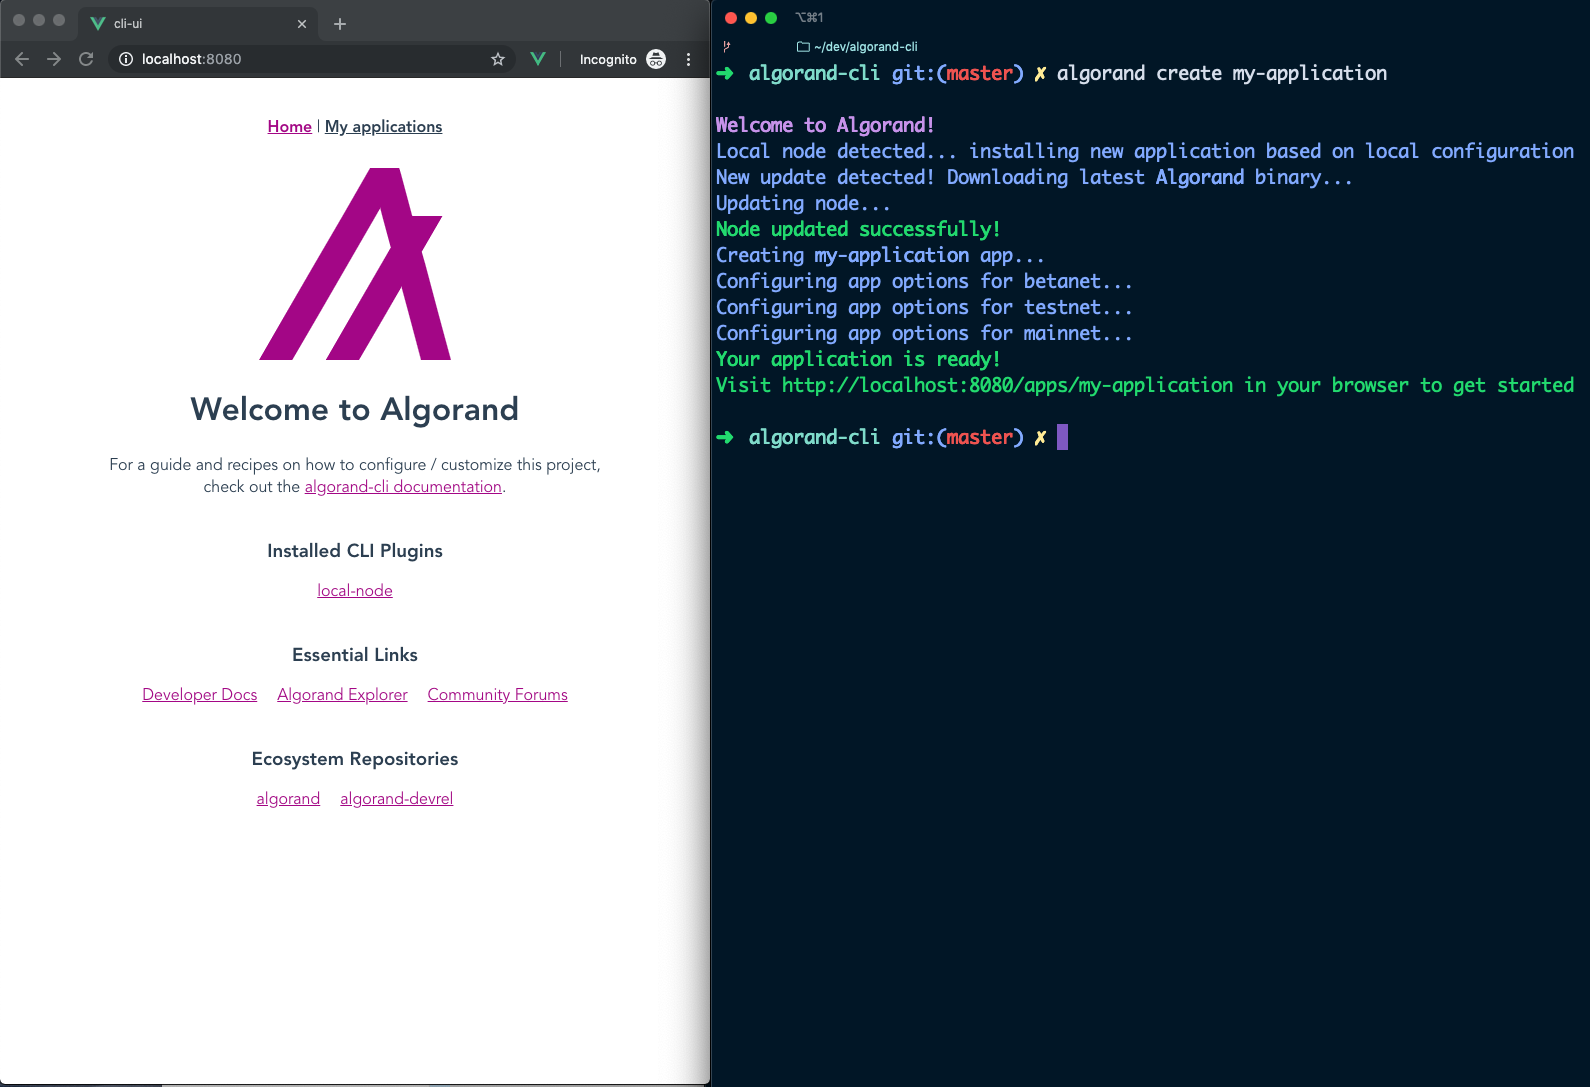 cli-ui
localhost:8080
Incognito
Home | My applications
Welcome to Algorand
For a guide and recipes on how to configure / customize this project,
check out the algorand-cli documentation.
Installed CLI Plugins
local-node
Essential Links
Developer Docs Algorand Explorer Community Forums
Ecosystem Repositories
algorand algorand-devrel
⌥⌘1
~/dev/algorand-cli
➜ algorand-cli git:(master) ✗ algorand create my-application
Welcome to Algorand!
Local node detected... installing new application based on local configuration
New update detected! Downloading latest Algorand binary...
Updating node...
Node updated successfully!
Creating my-application app...
Configuring app options for betanet...
Configuring app options for testnet...
Configuring app options for mainnet...
Your application is ready!
Visit http://localhost:8080/apps/my-application in your browser to get started
➜ algorand-cli git:(master) ✗